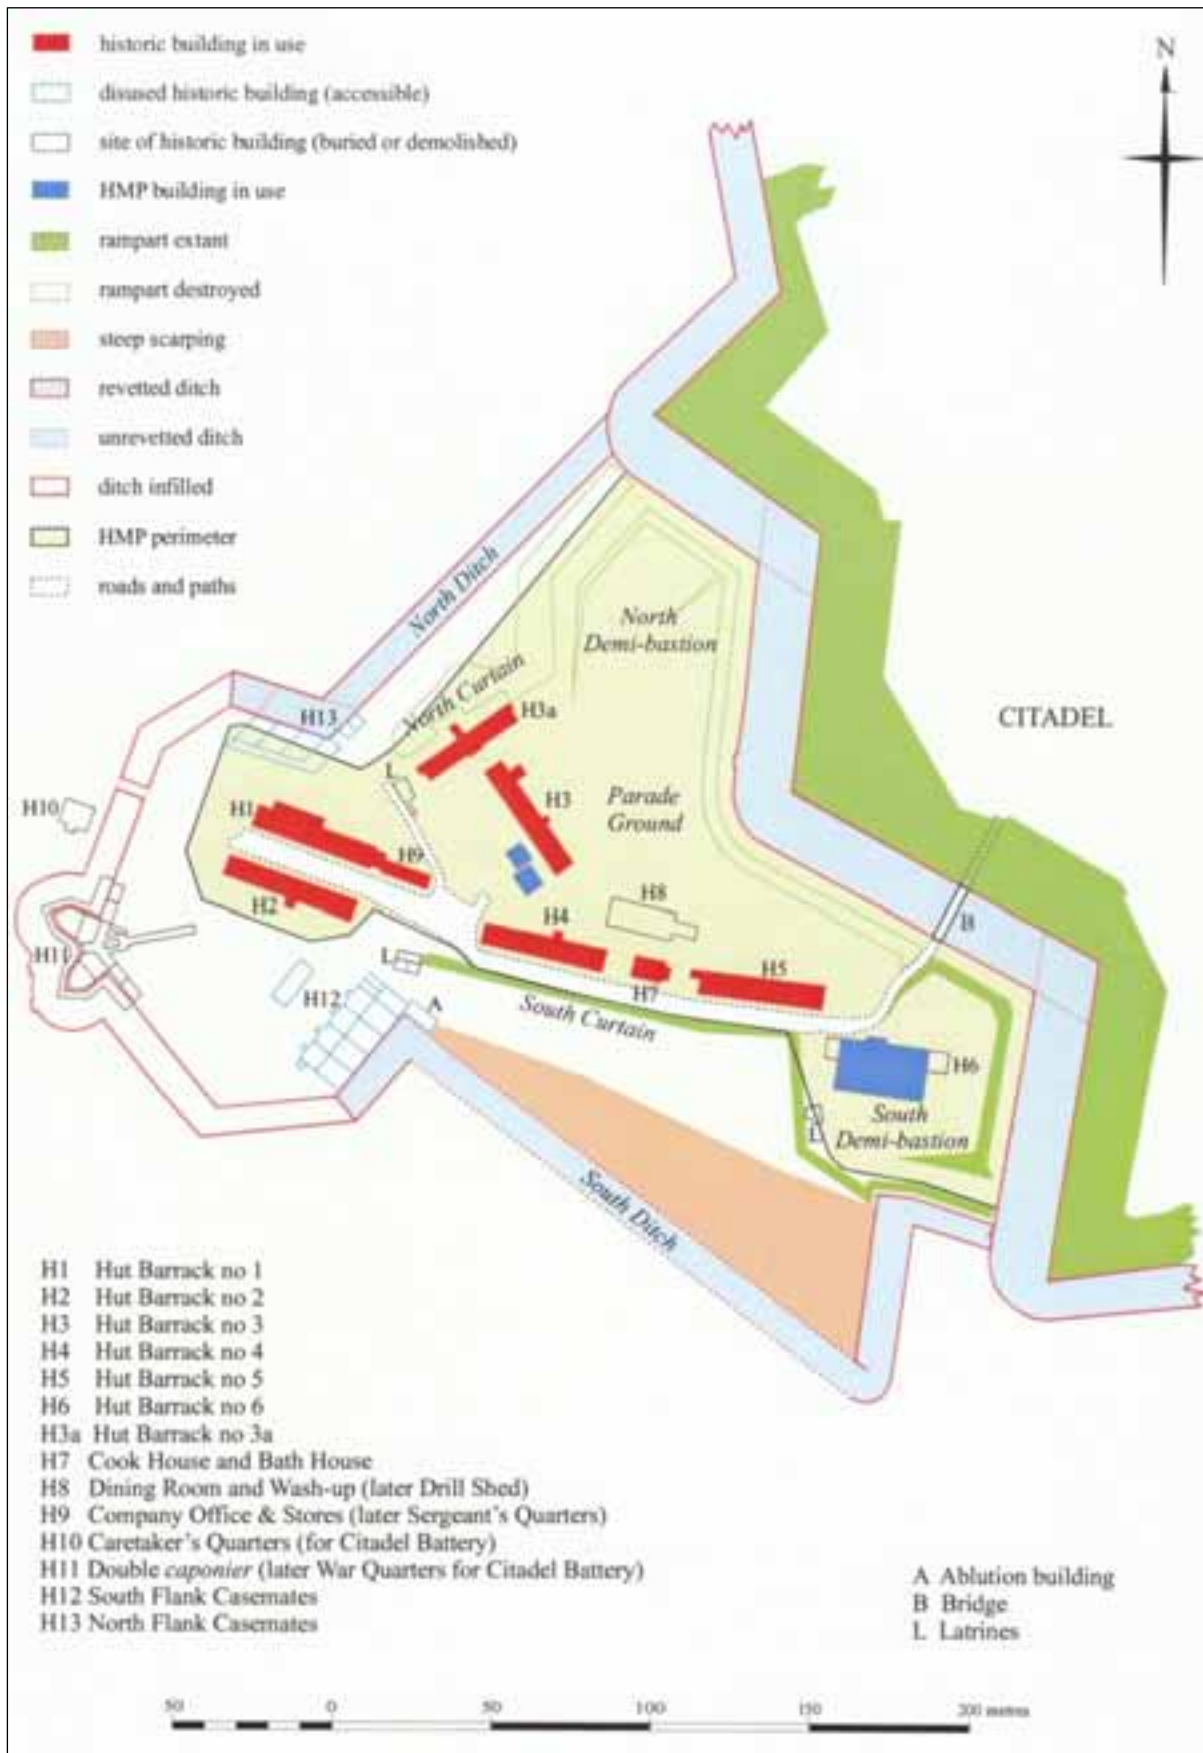 historic building in use
disused historic building (accessible)
site of historic building (buried or demolished)
HMP building in use
rampart extant
rampart destroyed
steep scarping
revetted ditch
unrevetted ditch
ditch infilled
HMP perimeter
roads and paths
N
North Ditch
North Demi-bastion
North Curtain
H13
H3a
CITADEL
L
H10
H1
H3
Parade Ground
H9
H2
H8
H4
B
H11
L
H5
H7
H12
A
South Curtain
H6
South Demi-bastion
L
South Ditch
H1 Hut Barrack no 1
H2 Hut Barrack no 2
H3 Hut Barrack no 3
H4 Hut Barrack no 4
H5 Hut Barrack no 5
H6 Hut Barrack no 6
H3a Hut Barrack no 3a
H7 Cook House and Bath House
H8 Dining Room and Wash-up (later Drill Shed)
H9 Company Office & Stores (later Sergeant's Quarters)
H10 Caretaker's Quarters (for Citadel Battery)
H11 Double caponier (later War Quarters for Citadel Battery)
H12 South Flank Casemates
H13 North Flank Casemates
A Ablution building
B Bridge
L Latrines
50 0 50 100 150 200 metres